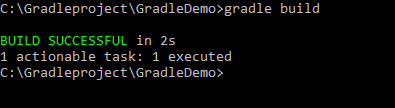 C:\Gradleproject\GradleDemo>gradle build
BUILD SUCCESSFUL in 2s
1 actionable task: 1 executed
C:\Gradleproject\GradleDemo>